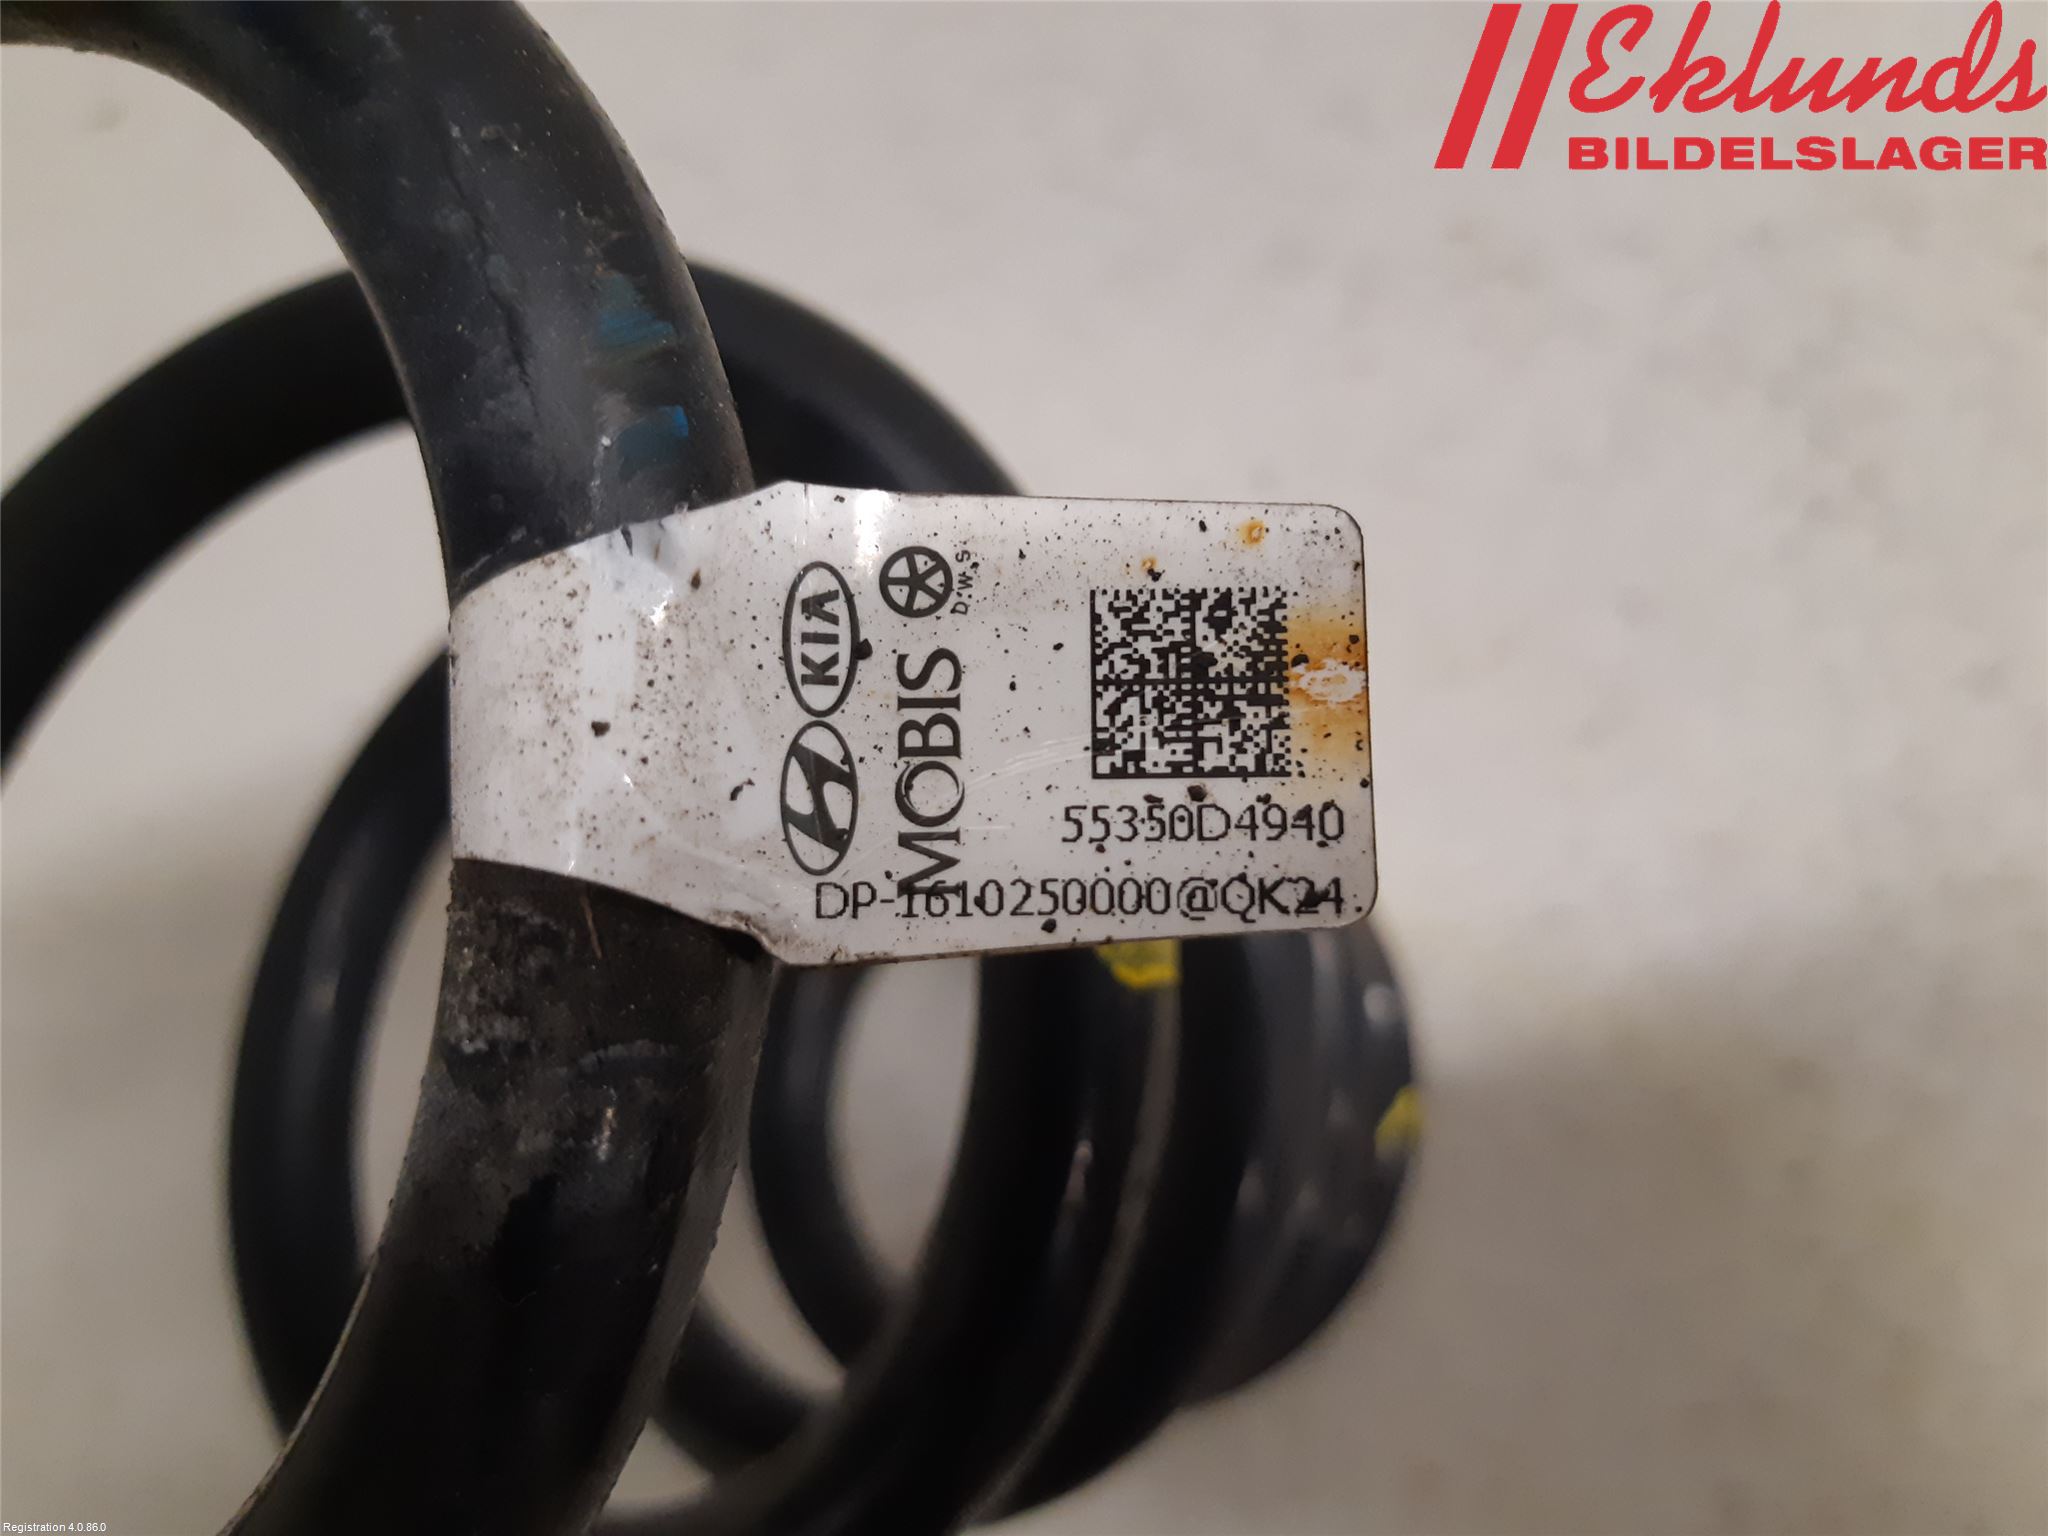 Eklunds
BILDELSLAGER
KIA
MOBIS
D.W.S
55350D4940
DP-1610250000@QK24
Registration 4.0.86.0